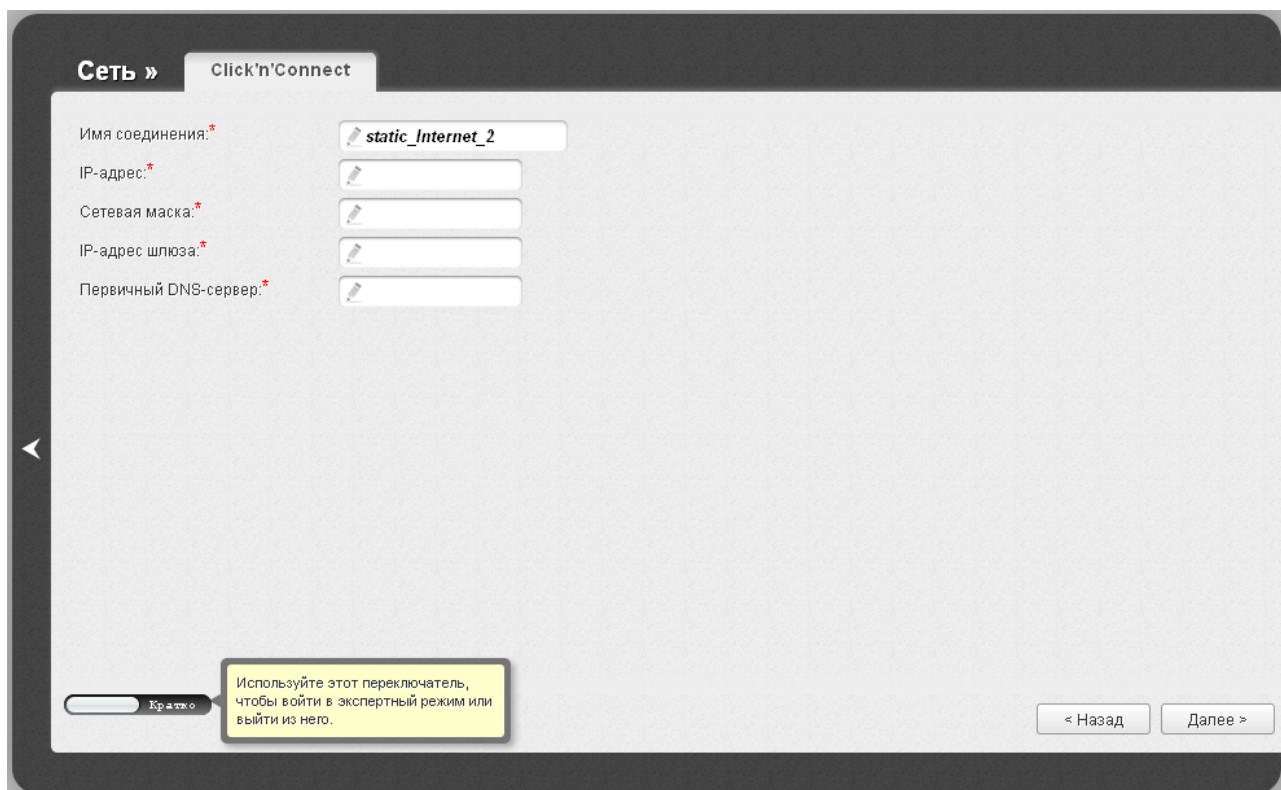 Сеть »
Click'n'Connect
Имя соединения:*
static_Internet_2
IP-адрес:*
Сетевая маска:*
IP-адрес шлюза:*
Первичный DNS-сервер:*
Кратко
Используйте этот переключатель,
чтобы войти в экспертный режим или
выйти из него.
< Назад
Далее >